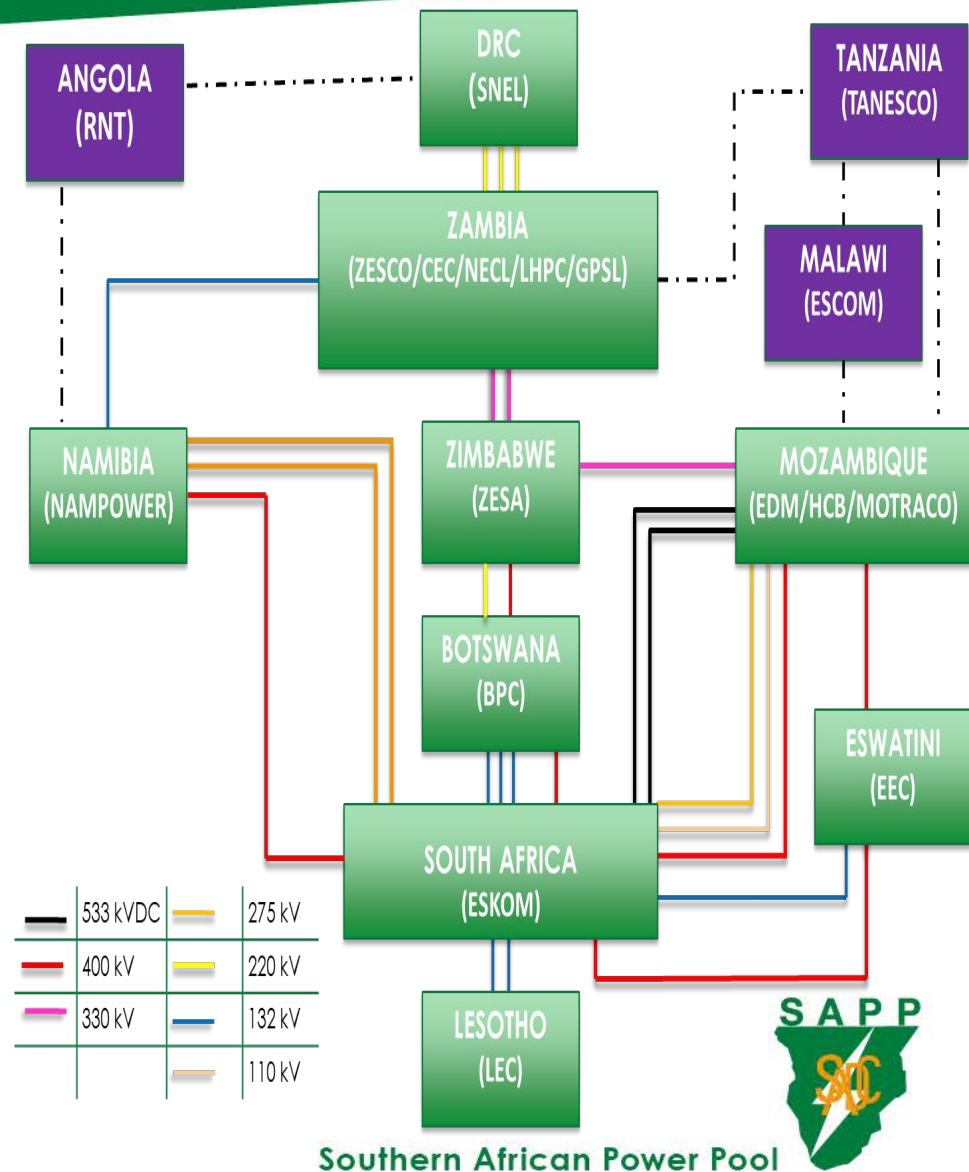 DRC
(SNEL)
ANGOLA
(RNT)
TANZANIA
(TANESCO)
ZAMBIA
(ZESCO/CEC/NECL/LHPC/GPSL)
MALAWI
(ESCOM)
NAMIBIA
(NAMPOWER)
ZIMBABWE
(ZESA)
MOZAMBIQUE
(EDM/HCB/MOTRACO)
BOTSWANA
(BPC)
ESWATINI
(EEC)
SOUTH AFRICA
(ESKOM)
533 kVDC
275 kV
400 kV
220 kV
330 kV
132 kV
110 kV
LESOTHO
(LEC)
SAPP
SADC
Southern African Power Pool